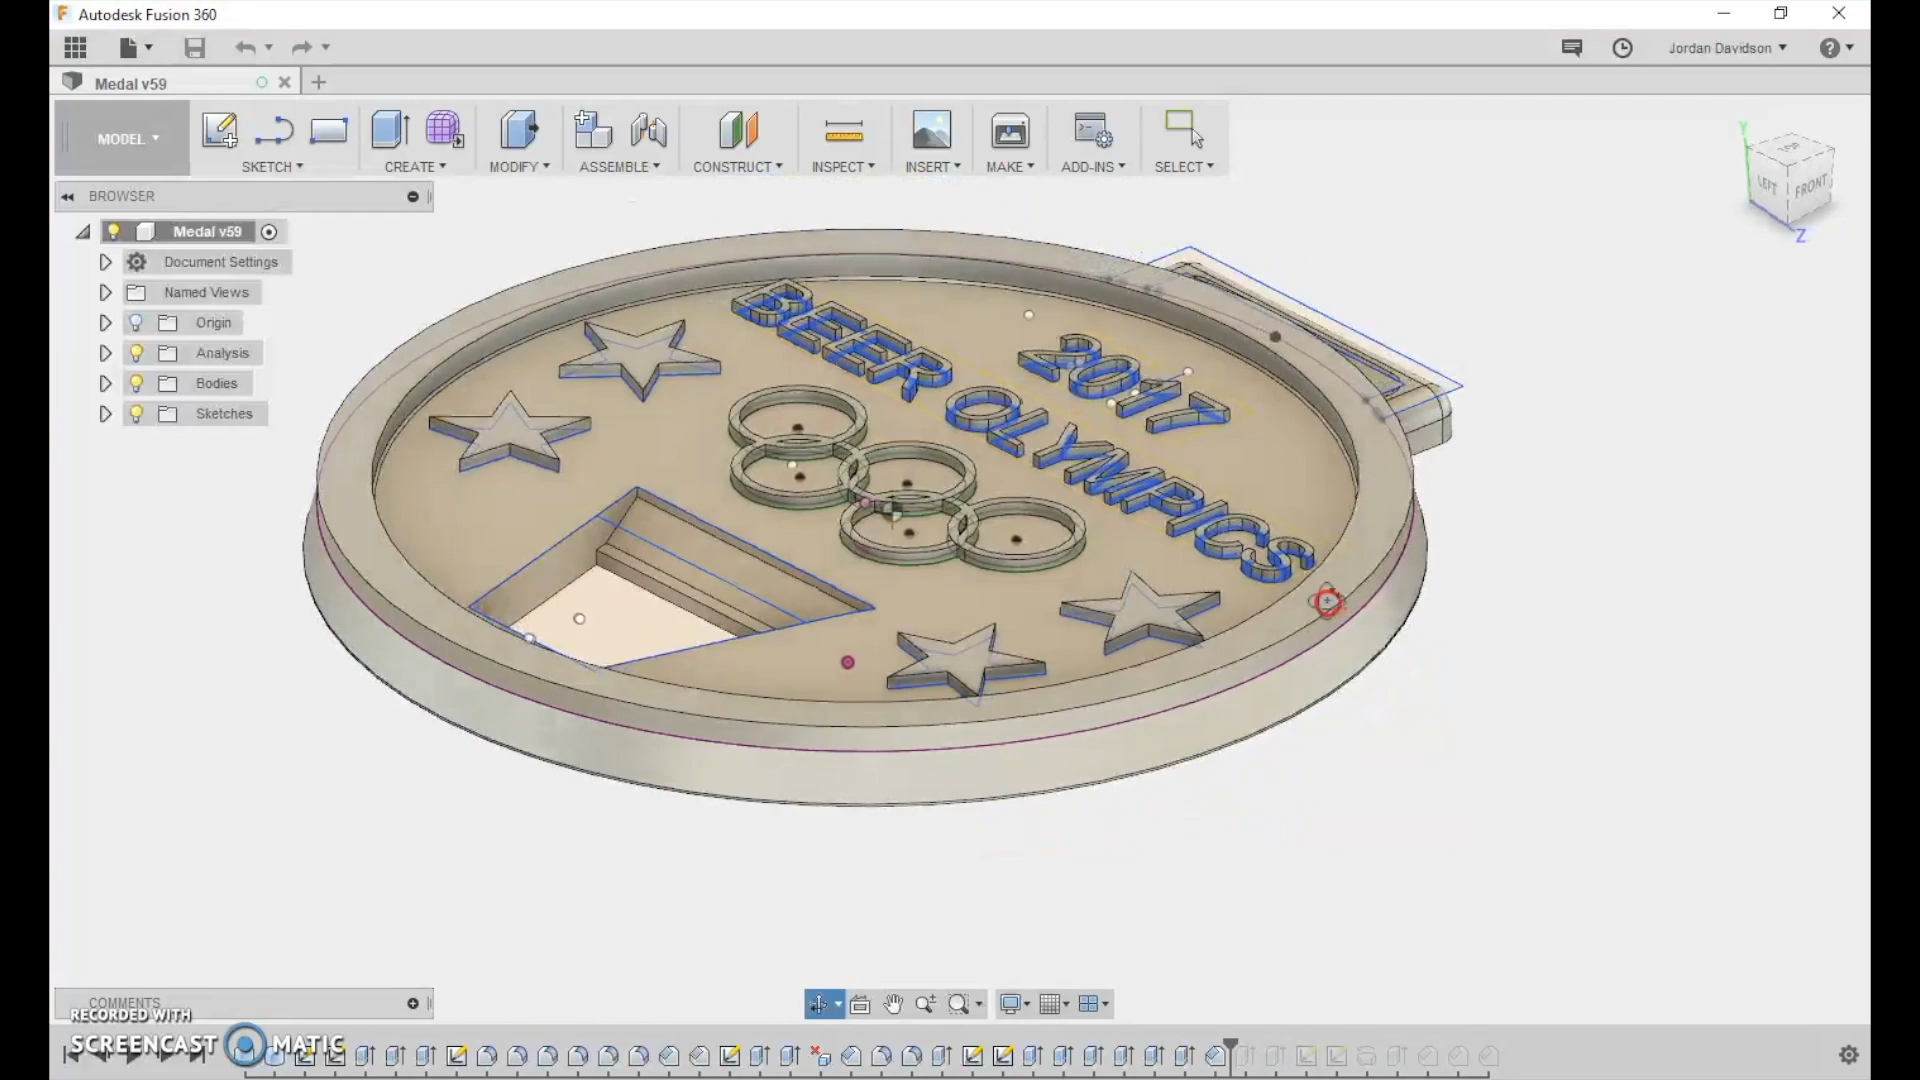 Autodesk Fusion 360
Jordan Davidson
Medal v59
MODEL
SKETCH
CREATE
MODIFY
ASSEMBLE
CONSTRUCT
INSPECT
INSERT
MAKE
ADD-INS
SELECT
BROWSER
Medal v59
Document Settings
Named Views
Origin
Analysis
Bodies
Sketches
Y
TOP
LEFT
FRONT
Z
2017
BEER OLYMPICS
COMMENTS
RECORDED WITH
SCREENCAST MATIC